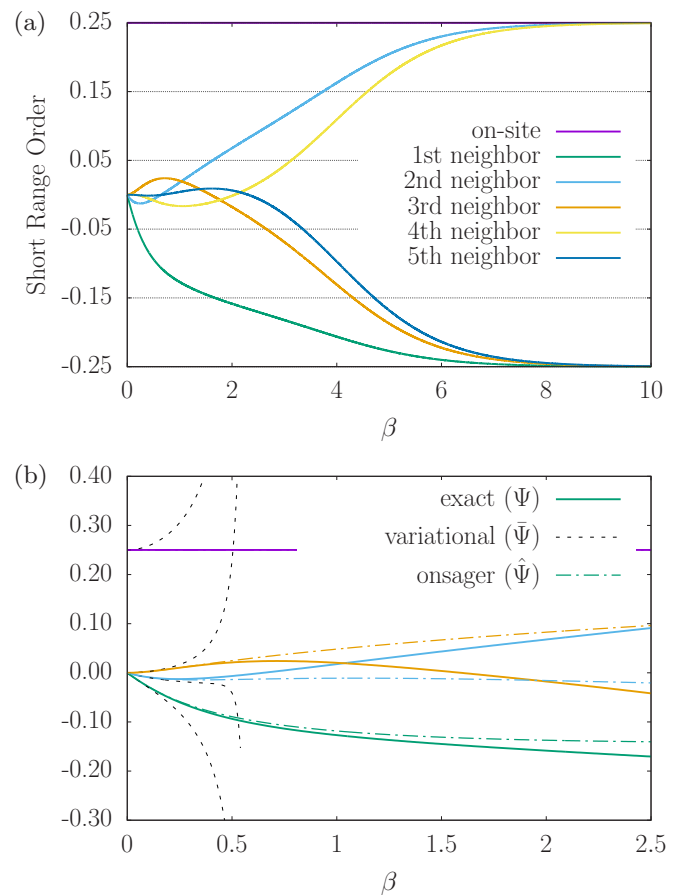 (a)
0.25
0.15
0.05
-0.05
-0.15
-0.25
Short Range Order
on-site
1st neighbor
2nd neighbor
3rd neighbor
4th neighbor
5th neighbor
0 2 4 6 8 10
β
(b)
0.40
0.30
0.20
0.10
0.00
-0.10
-0.20
-0.30
exact (Ψ)
variational (Ψ̄)
onsager (Ψ̂)
0 0.5 1 1.5 2 2.5
β